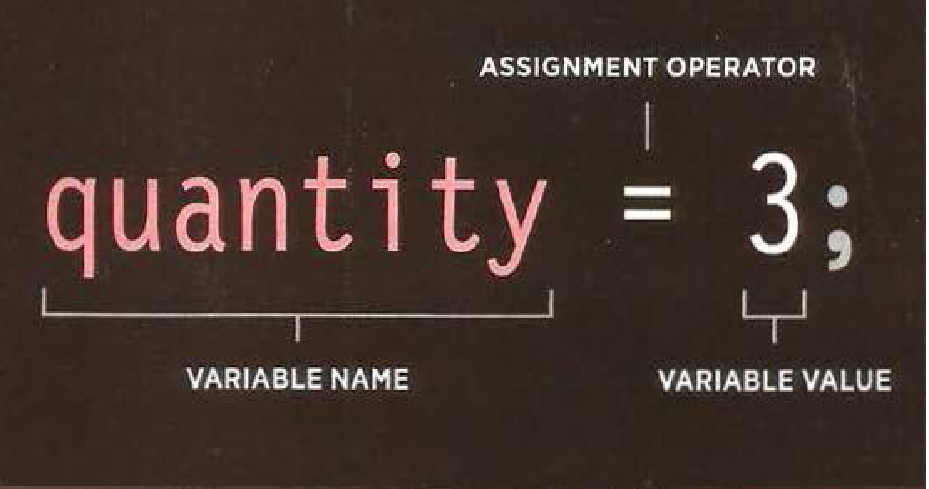 ASSIGNMENT OPERATOR
quantity = 3;
VARIABLE NAME
VARIABLE VALUE